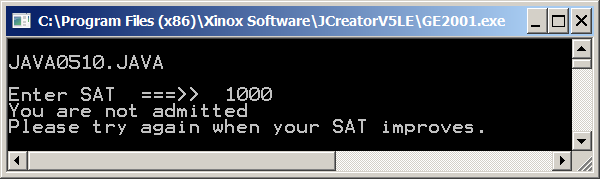 C:\Program Files (x86)\Xinox Software\JCreatorV5LE\GE2001.exe
JAVA0510.JAVA
Enter SAT  ===>>  1000
You are not admitted
Please try again when your SAT improves.